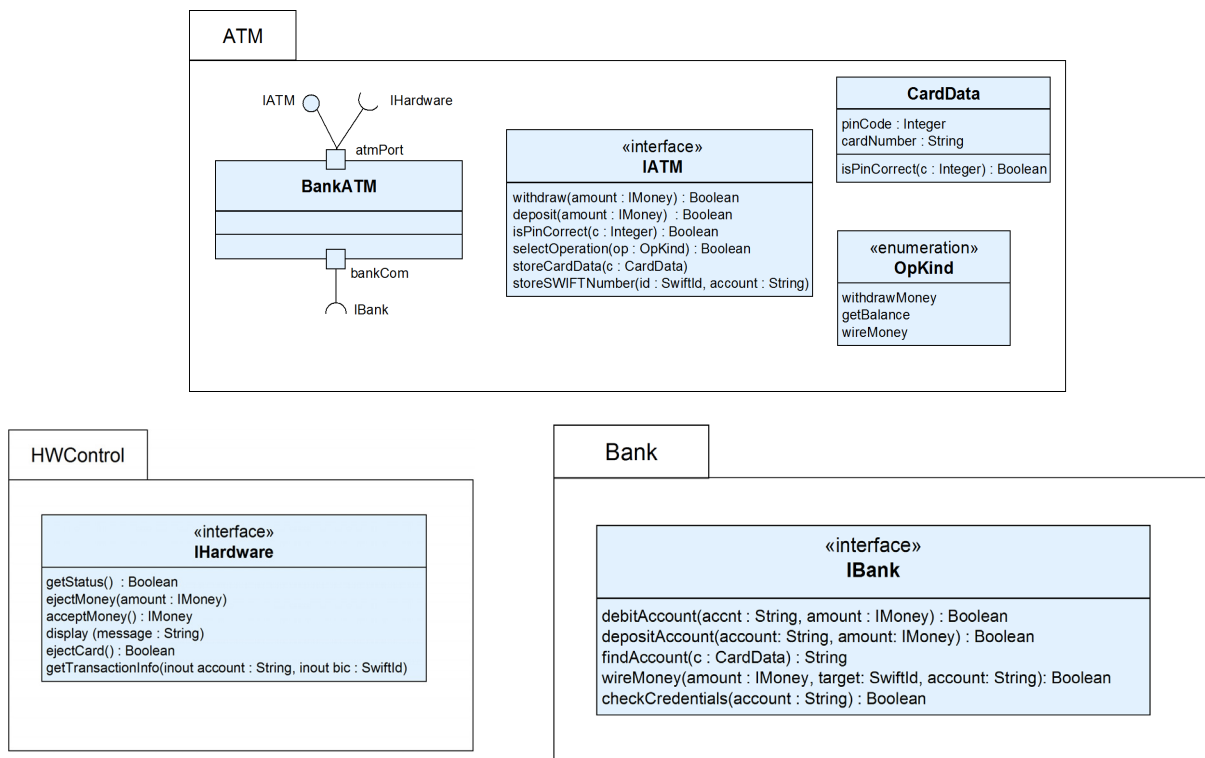 ATM
IATM
IHardware
atmPort
BankATM
bankCom
IBank
«interface»
IATM
withdraw(amount : IMoney) : Boolean
deposit(amount : IMoney)  : Boolean
isPinCorrect(c : Integer) : Boolean
selectOperation(op : OpKind) : Boolean
storeCardData(c : CardData)
storeSWIFTNumber(id : SwiftId, account : String)
CardData
pinCode : Integer
cardNumber : String
isPinCorrect(c : Integer) : Boolean
«enumeration»
OpKind
withdrawMoney
getBalance
wireMoney
HWControl
«interface»
IHardware
getStatus()  : Boolean
ejectMoney(amount : IMoney)
acceptMoney() : IMoney
display (message : String)
ejectCard() : Boolean
getTransactionInfo(inout account : String, inout bic : SwiftId)
Bank
«interface»
IBank
debitAccount(accnt : String, amount : IMoney) : Boolean
depositAccount(account: String, amount: IMoney) : Boolean
findAccount(c : CardData) : String
wireMoney(amount : IMoney, target: SwiftId, account: String): Boolean
checkCredentials(account : String) : Boolean